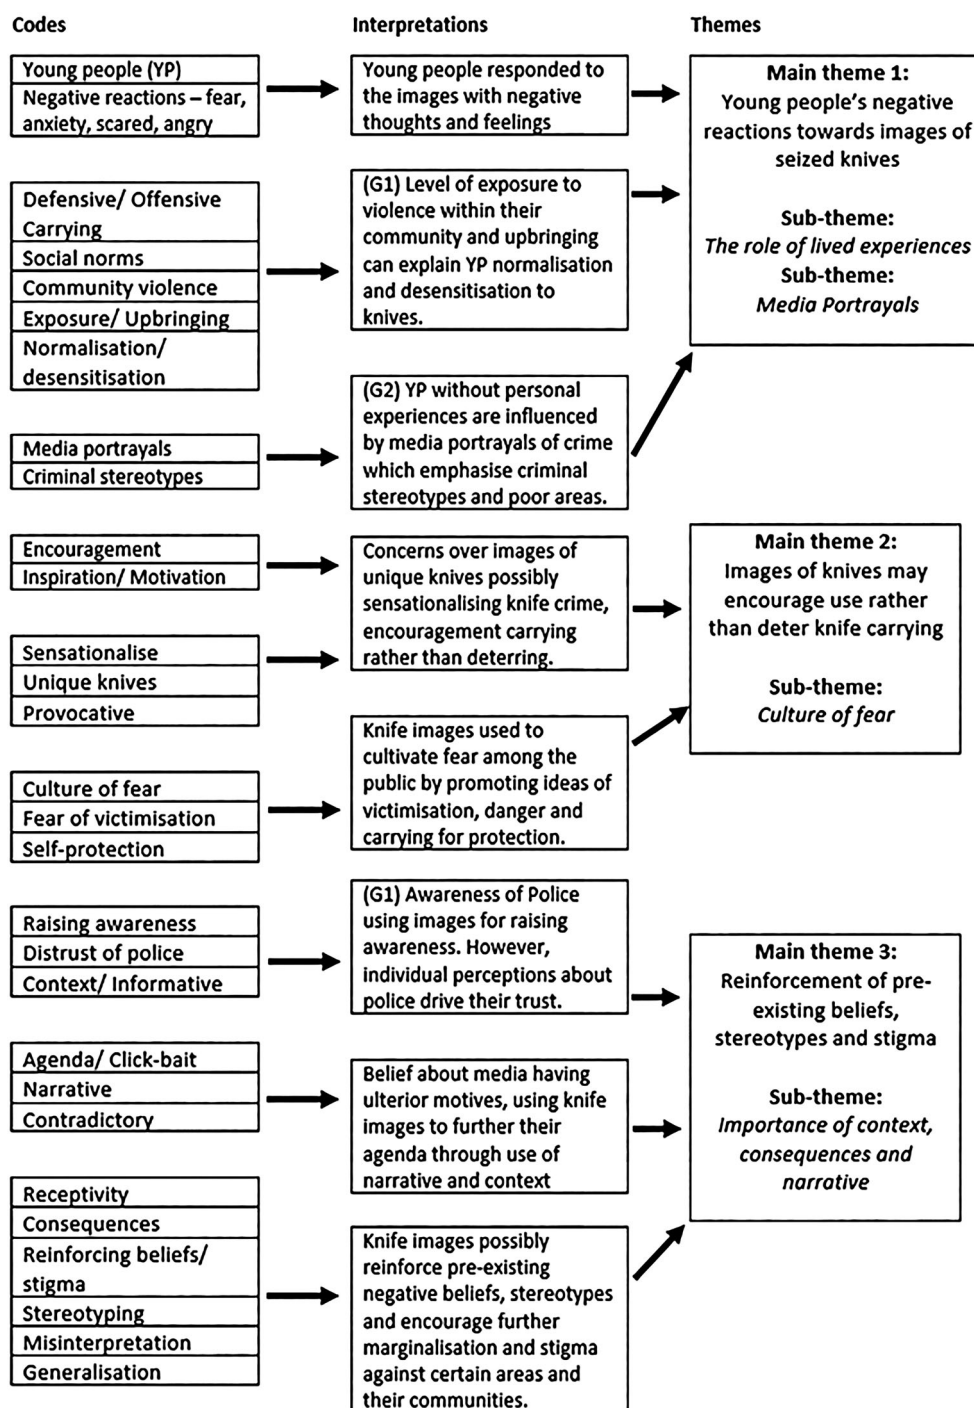 Codes
Interpretations
Themes
Young people (YP)
Negative reactions – fear,
anxiety, scared, angry
Young people responded to
the images with negative
thoughts and feelings
Main theme 1:
Young people's negative
reactions towards images of
seized knives
Sub-theme:
The role of lived experiences
Sub-theme:
Media Portrayals
Defensive/ Offensive
Carrying
Social norms
Community violence
Exposure/ Upbringing
Normalisation/
desensitisation
(G1) Level of exposure to
violence within their
community and upbringing
can explain YP normalisation
and desensitisation to
knives.
Media portrayals
Criminal stereotypes
(G2) YP without personal
experiences are influenced
by media portrayals of crime
which emphasise criminal
stereotypes and poor areas.
Encouragement
Inspiration/ Motivation
Sensationalise
Unique knives
Provocative
Concerns over images of
unique knives possibly
sensationalising knife crime,
encouragement carrying
rather than deterring.
Main theme 2:
Images of knives may
encourage use rather
than deter knife carrying
Sub-theme:
Culture of fear
Culture of fear
Fear of victimisation
Self-protection
Knife images used to
cultivate fear among the
public by promoting ideas of
victimisation, danger and
carrying for protection.
Raising awareness
Distrust of police
Context/ Informative
(G1) Awareness of Police
using images for raising
awareness. However,
individual perceptions about
police drive their trust.
Main theme 3:
Reinforcement of pre-
existing beliefs,
stereotypes and stigma
Sub-theme:
Importance of context,
consequences and
narrative
Agenda/ Click-bait
Narrative
Contradictory
Belief about media having
ulterior motives, using knife
images to further their
agenda through use of
narrative and context
Receptivity
Consequences
Reinforcing beliefs/
stigma
Stereotyping
Misinterpretation
Generalisation
Knife images possibly
reinforce pre-existing
negative beliefs, stereotypes
and encourage further
marginalisation and stigma
against certain areas and
their communities.